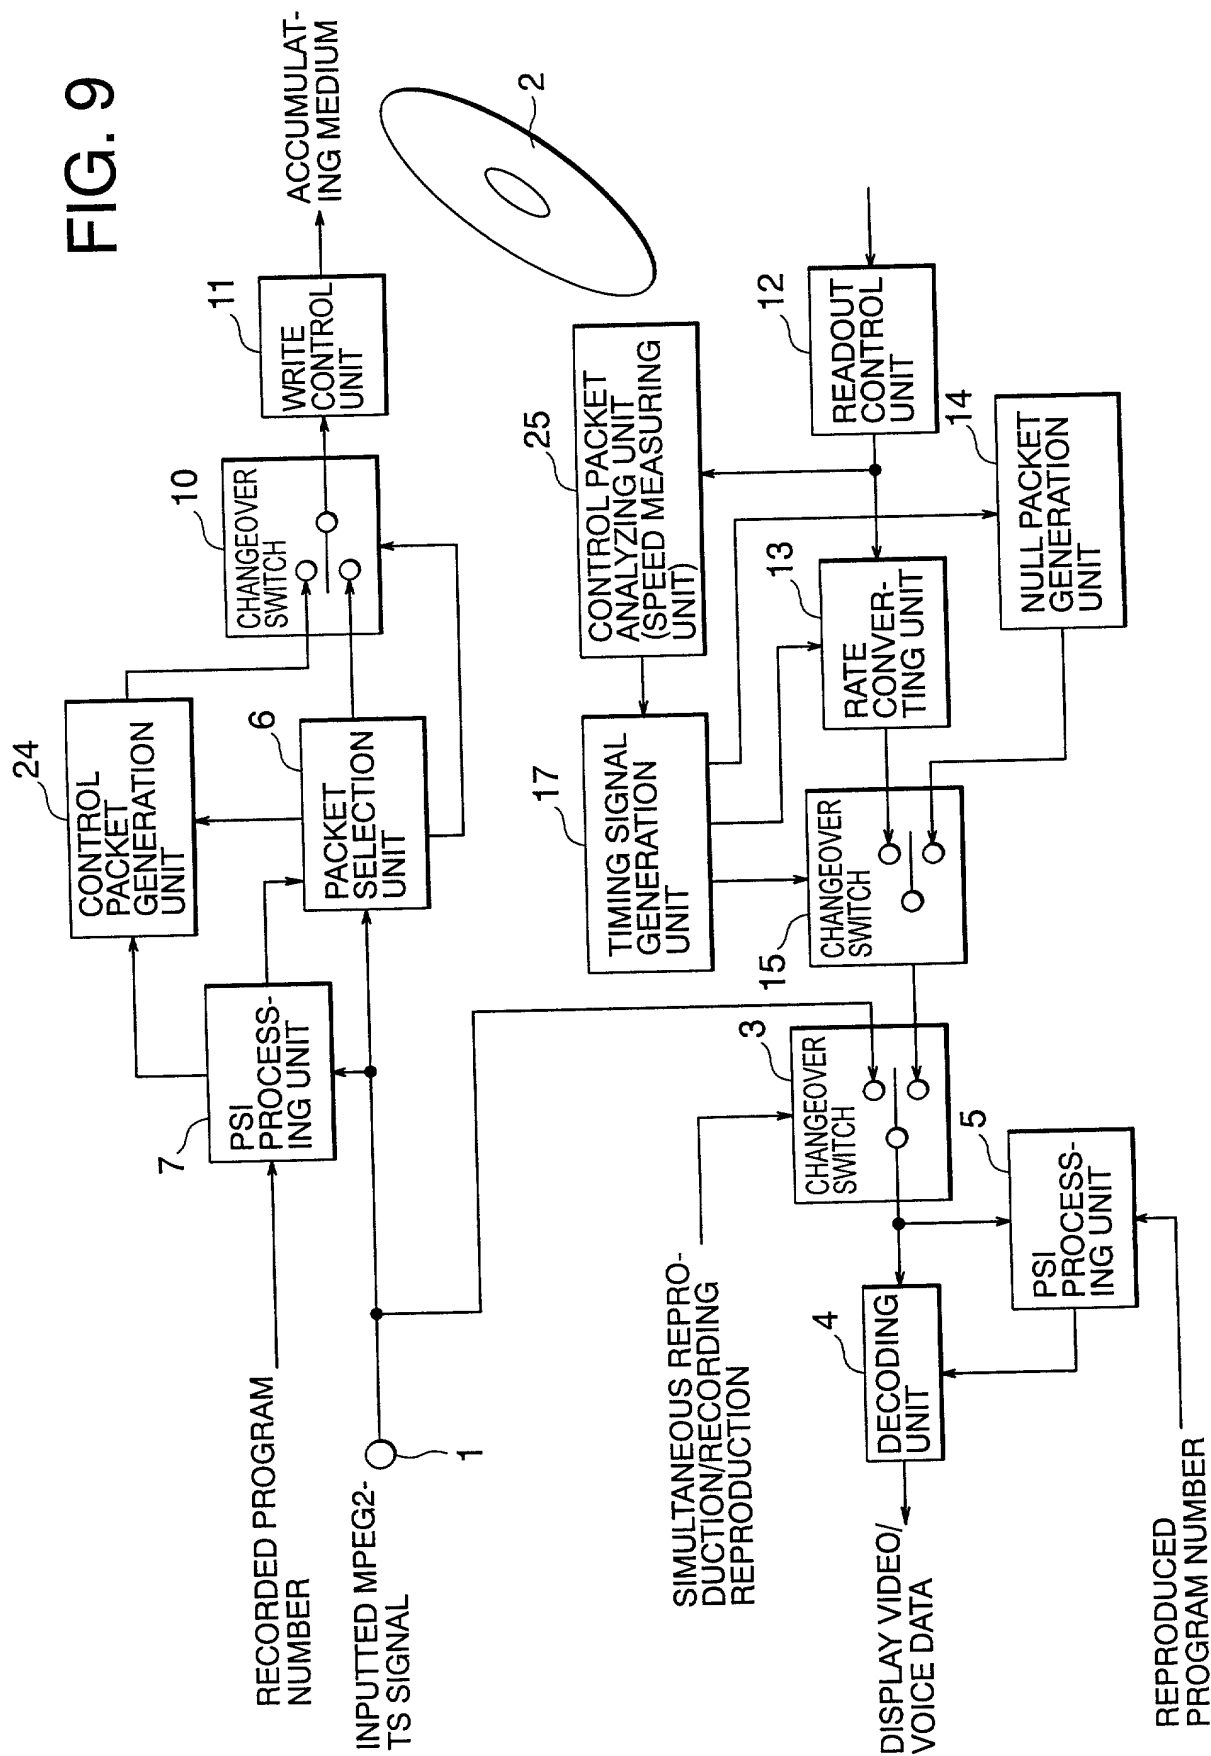 FIG. 9
RECORDED PROGRAM
NUMBER
INPUTTED MPEG2-
TS SIGNAL
1
7
PSI
PROCESS-
ING UNIT
24
CONTROL
PACKET
GENERATION
UNIT
6
PACKET
SELECTION
UNIT
10
CHANGEOVER
SWITCH
11
WRITE
CONTROL
UNIT
ACCUMULAT-
ING MEDIUM
2
25
CONTROL PACKET
ANALYZING UNIT
(SPEED MEASURING
UNIT)
17
TIMING SIGNAL
GENERATION
UNIT
12
READOUT
CONTROL
UNIT
13
RATE
CONVER-
TING UNIT
14
NULL PACKET
GENERATION
UNIT
15
CHANGEOVER
SWITCH
3
CHANGEOVER
SWITCH
SIMULTANEOUS REPRO-
DUCTION/RECORDING
REPRODUCTION
4
DECODING
UNIT
5
PSI
PROCESS-
ING UNIT
DISPLAY VIDEO/
VOICE DATA
REPRODUCED
PROGRAM NUMBER